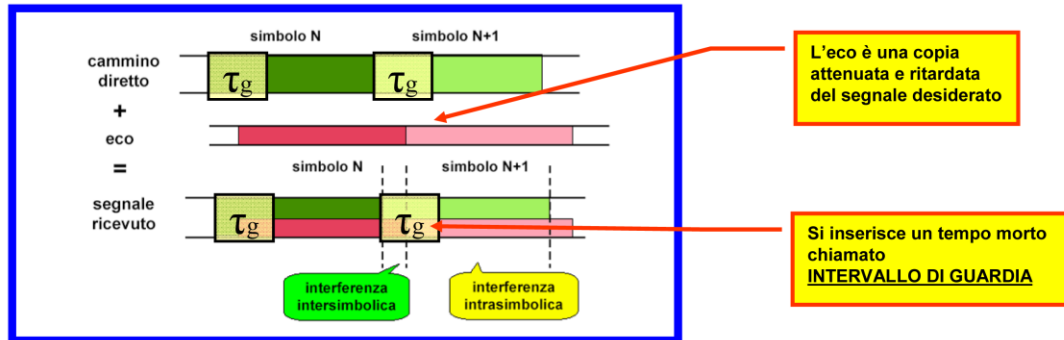 simbolo N simbolo N+1
cammino
diretto
τg τg
+
eco
=
simbolo N simbolo N+1
segnale
ricevuto
τg τg
interferenza
intersimbolica
interferenza
intrasimbolica
L'eco è una copia
attenuata e ritardata
del segnale desiderato
Si inserisce un tempo morto
chiamato
INTERVALLO DI GUARDIA